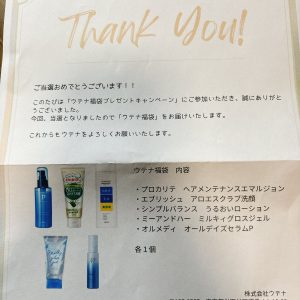 Thank You!
ご当選おめでとうございます！！
このたびは「ウテナ福袋プレゼントキャンペーン」にご参加いただき、誠にありがと
うございました。
今回、当選となりましたので「ウテナ福袋」をお届けいたします。
これからもウテナをよろしくお願いいたします。
ウテナ福袋　内容
・プロカリテ　ヘアメンテナンスエマルジョン
・エブリッシュ　アロエスクラブ洗顔
・シンプルバランス　うるおいローション
・ミーアンドハー　ミルキィグロスジェル
・オルメディ　オールデイズセラムP
各１個
株式会社ウテナ